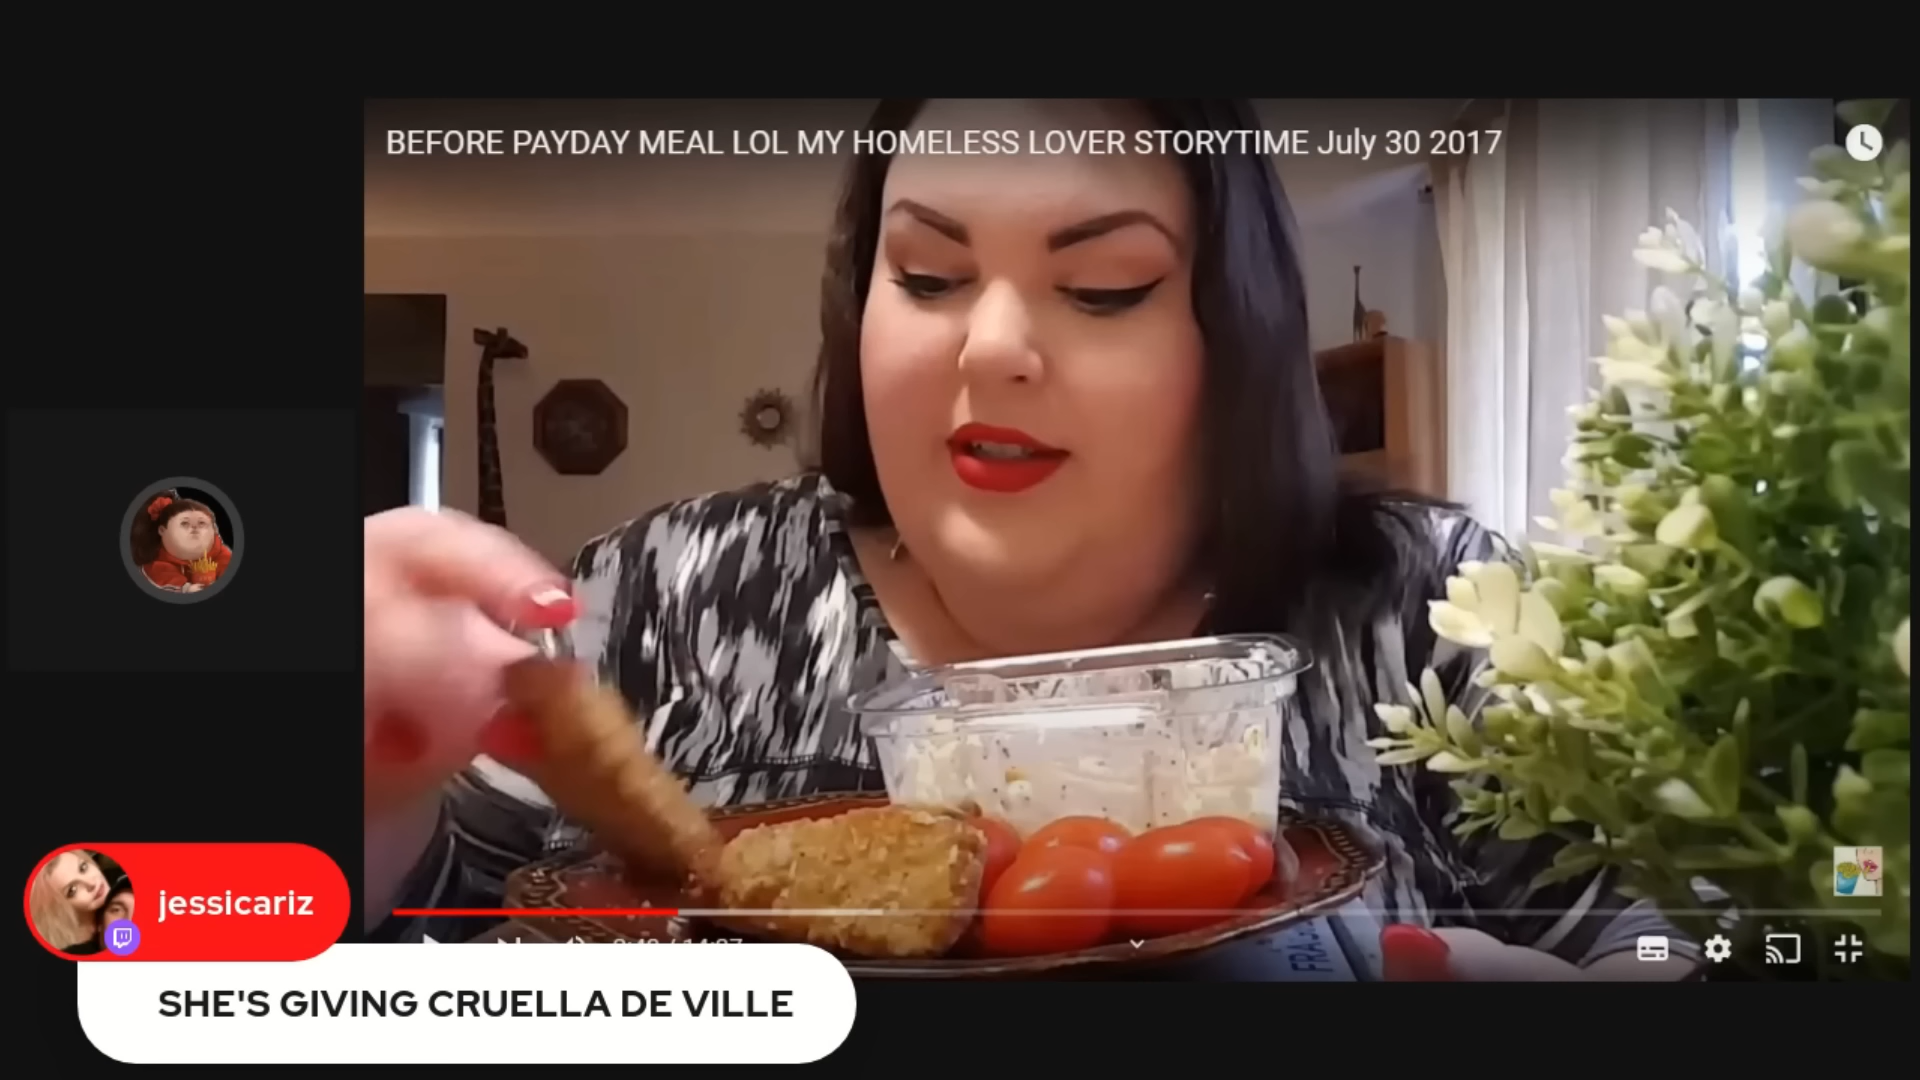 BEFORE PAYDAY MEAL LOL MY HOMELESS LOVER STORYTIME July 30 2017
jessicariz
SHE'S GIVING CRUELLA DE VILLE